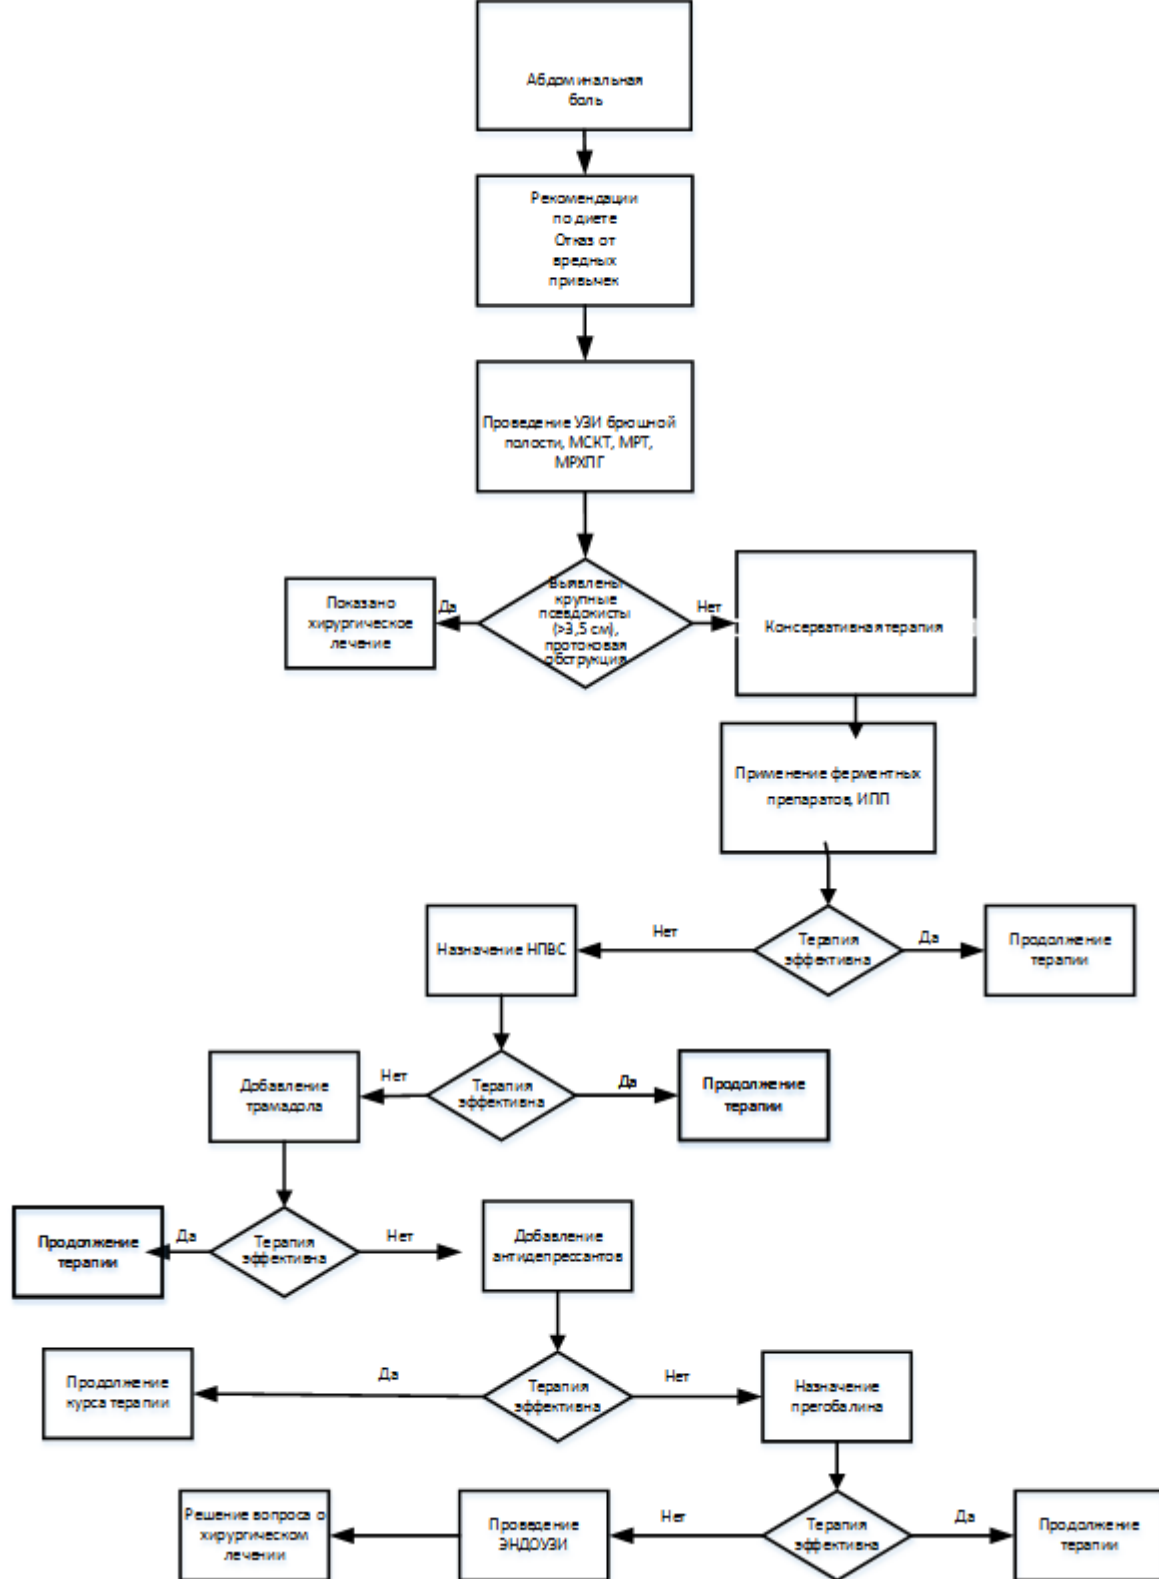 Абдоминальная
боль
Рекомендации
по диете
Отказ от
вредных
привычек
Проведение УЗИ брюшной
полости, МСКТ, МРТ,
МРХПГ
Выявлены
крупные
псевдокисты
(>3,5 см),
протоковая
обструкция
Да
Нет
Показано
хирургическое
лечение
Консервативная терапия
Применение ферментных
препаратов, ИПП
Терапия
эффективна
Нет
Да
Назначение НПВС
Продолжение
терапии
Терапия
эффективна
Нет
Да
Добавление
трамадола
Продолжение
терапии
Терапия
эффективна
Да
Нет
Продолжение
терапии
Добавление
антидепрессантов
Терапия
эффективна
Да
Нет
Продолжение
курса терапии
Назначение
прегобалина
Терапия
эффективна
Нет
Да
Решение вопроса о
хирургическом
лечении
Проведение
ЭНДОУЗИ
Продолжение
терапии